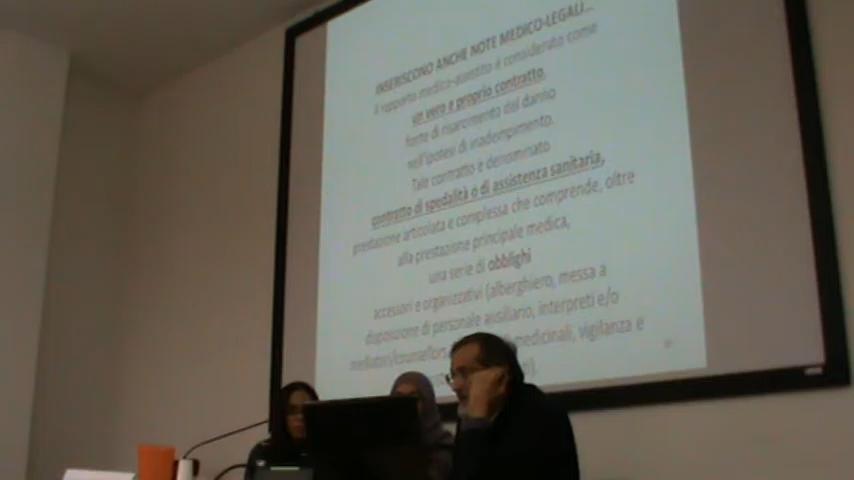 INSERISCONO ANCHE NOTE MEDICO-LEGALI...
il rapporto medico-assistito è considerato come
un vero e proprio contratto,
fonte di risarcimento del danno
nell'ipotesi di inadempimento.
Tale contratto è denominato
contratto di spedalità o di assistenza sanitaria,
prestazione articolata e complessa che comprende, oltre
alla prestazione principale medica,
una serie di obblighi
accessori e organizzativi (alberghiero, messa a
disposizione di personale ausiliario, interpreti e/o
mediatori/counsellors, medicinali, vigilanza e